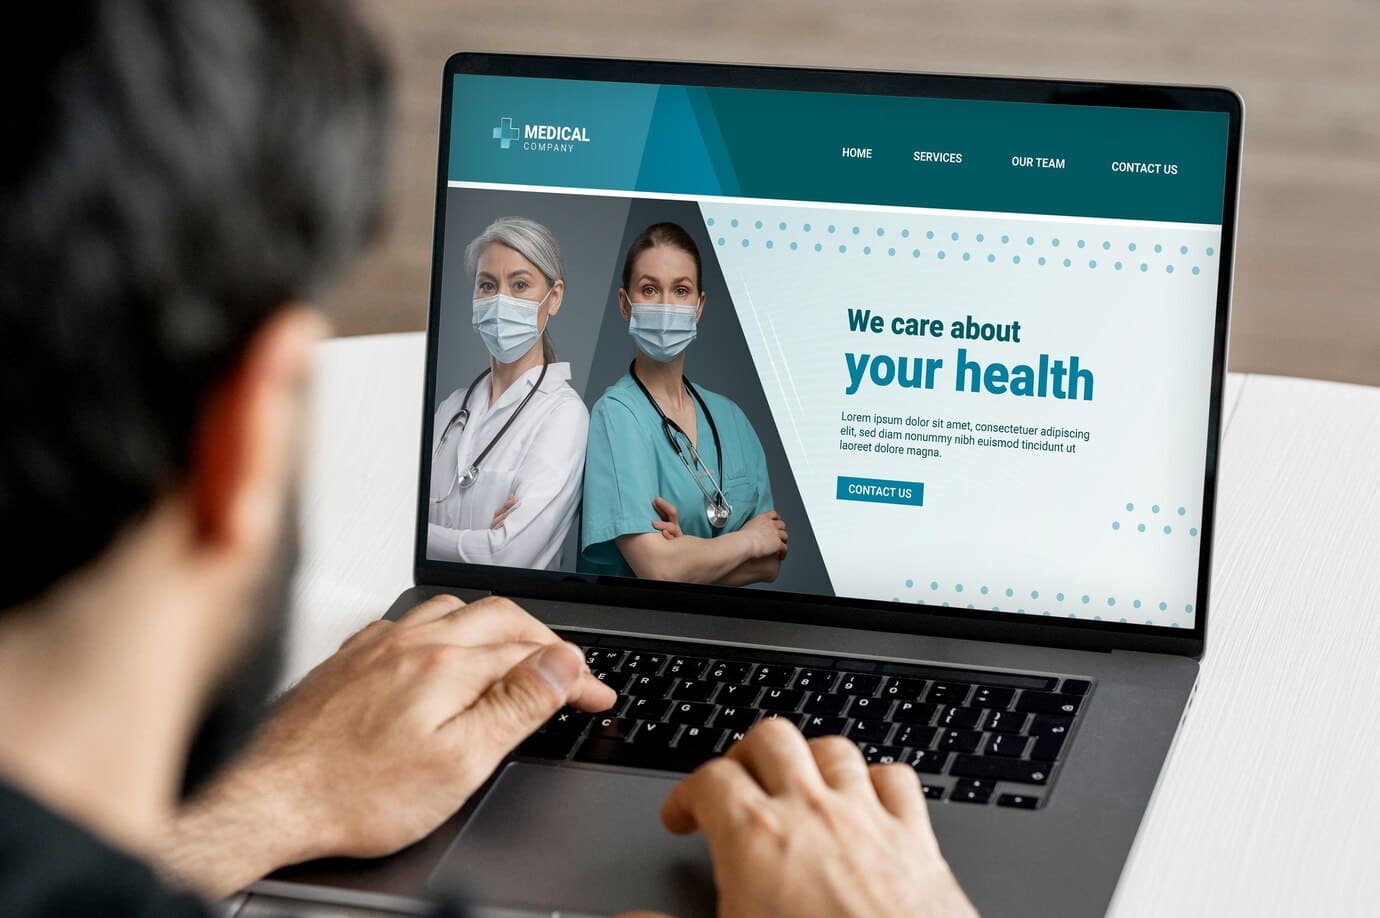 MEDICAL
COMPANY
HOME SERVICES OUR TEAM CONTACT US
We care about
your health
Lorem ipsum dolor sit amet, consectetuer adipiscing
elit, sed diam nonummy nibh euismod tincidunt ut
laoreet dolore magna.
CONTACT US